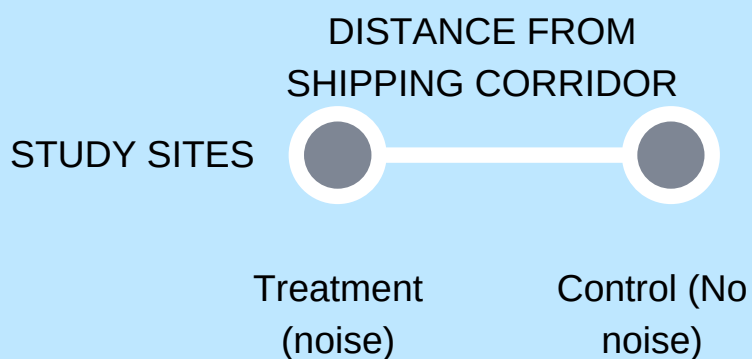 DISTANCE FROM
SHIPPING CORRIDOR
STUDY SITES
Treatment
(noise)
Control (No
noise)